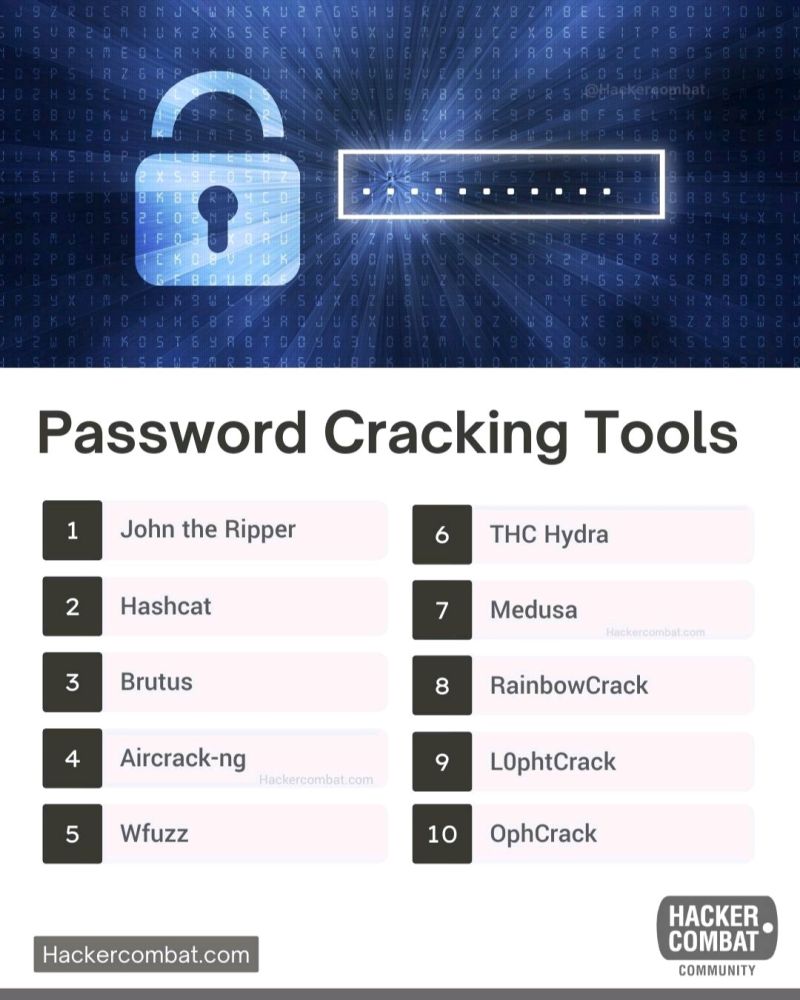 @Hackercombat
Password Cracking Tools
1 John the Ripper
2 Hashcat
3 Brutus
4 Aircrack-ng
Hackercombat.com
5 Wfuzz
6 THC Hydra
7 Medusa
Hackercombat.com
8 RainbowCrack
9 L0phtCrack
10 OphCrack
Hackercombat.com
HACKER
COMBAT
COMMUNITY